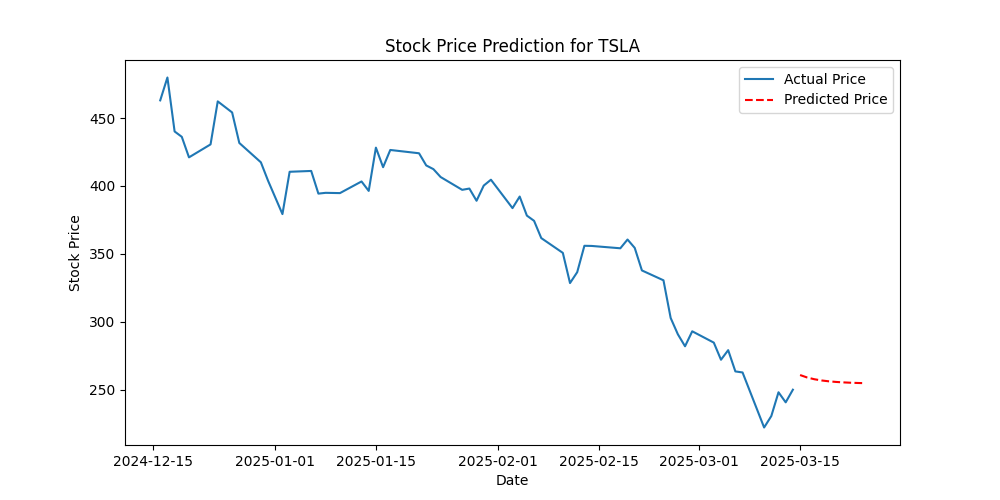 Stock Price Prediction for TSLA
Actual Price
Predicted Price
Stock Price
450
400
350
300
250
2024-12-15
2025-01-01
2025-01-15
2025-02-01
2025-02-15
2025-03-01
2025-03-15
Date